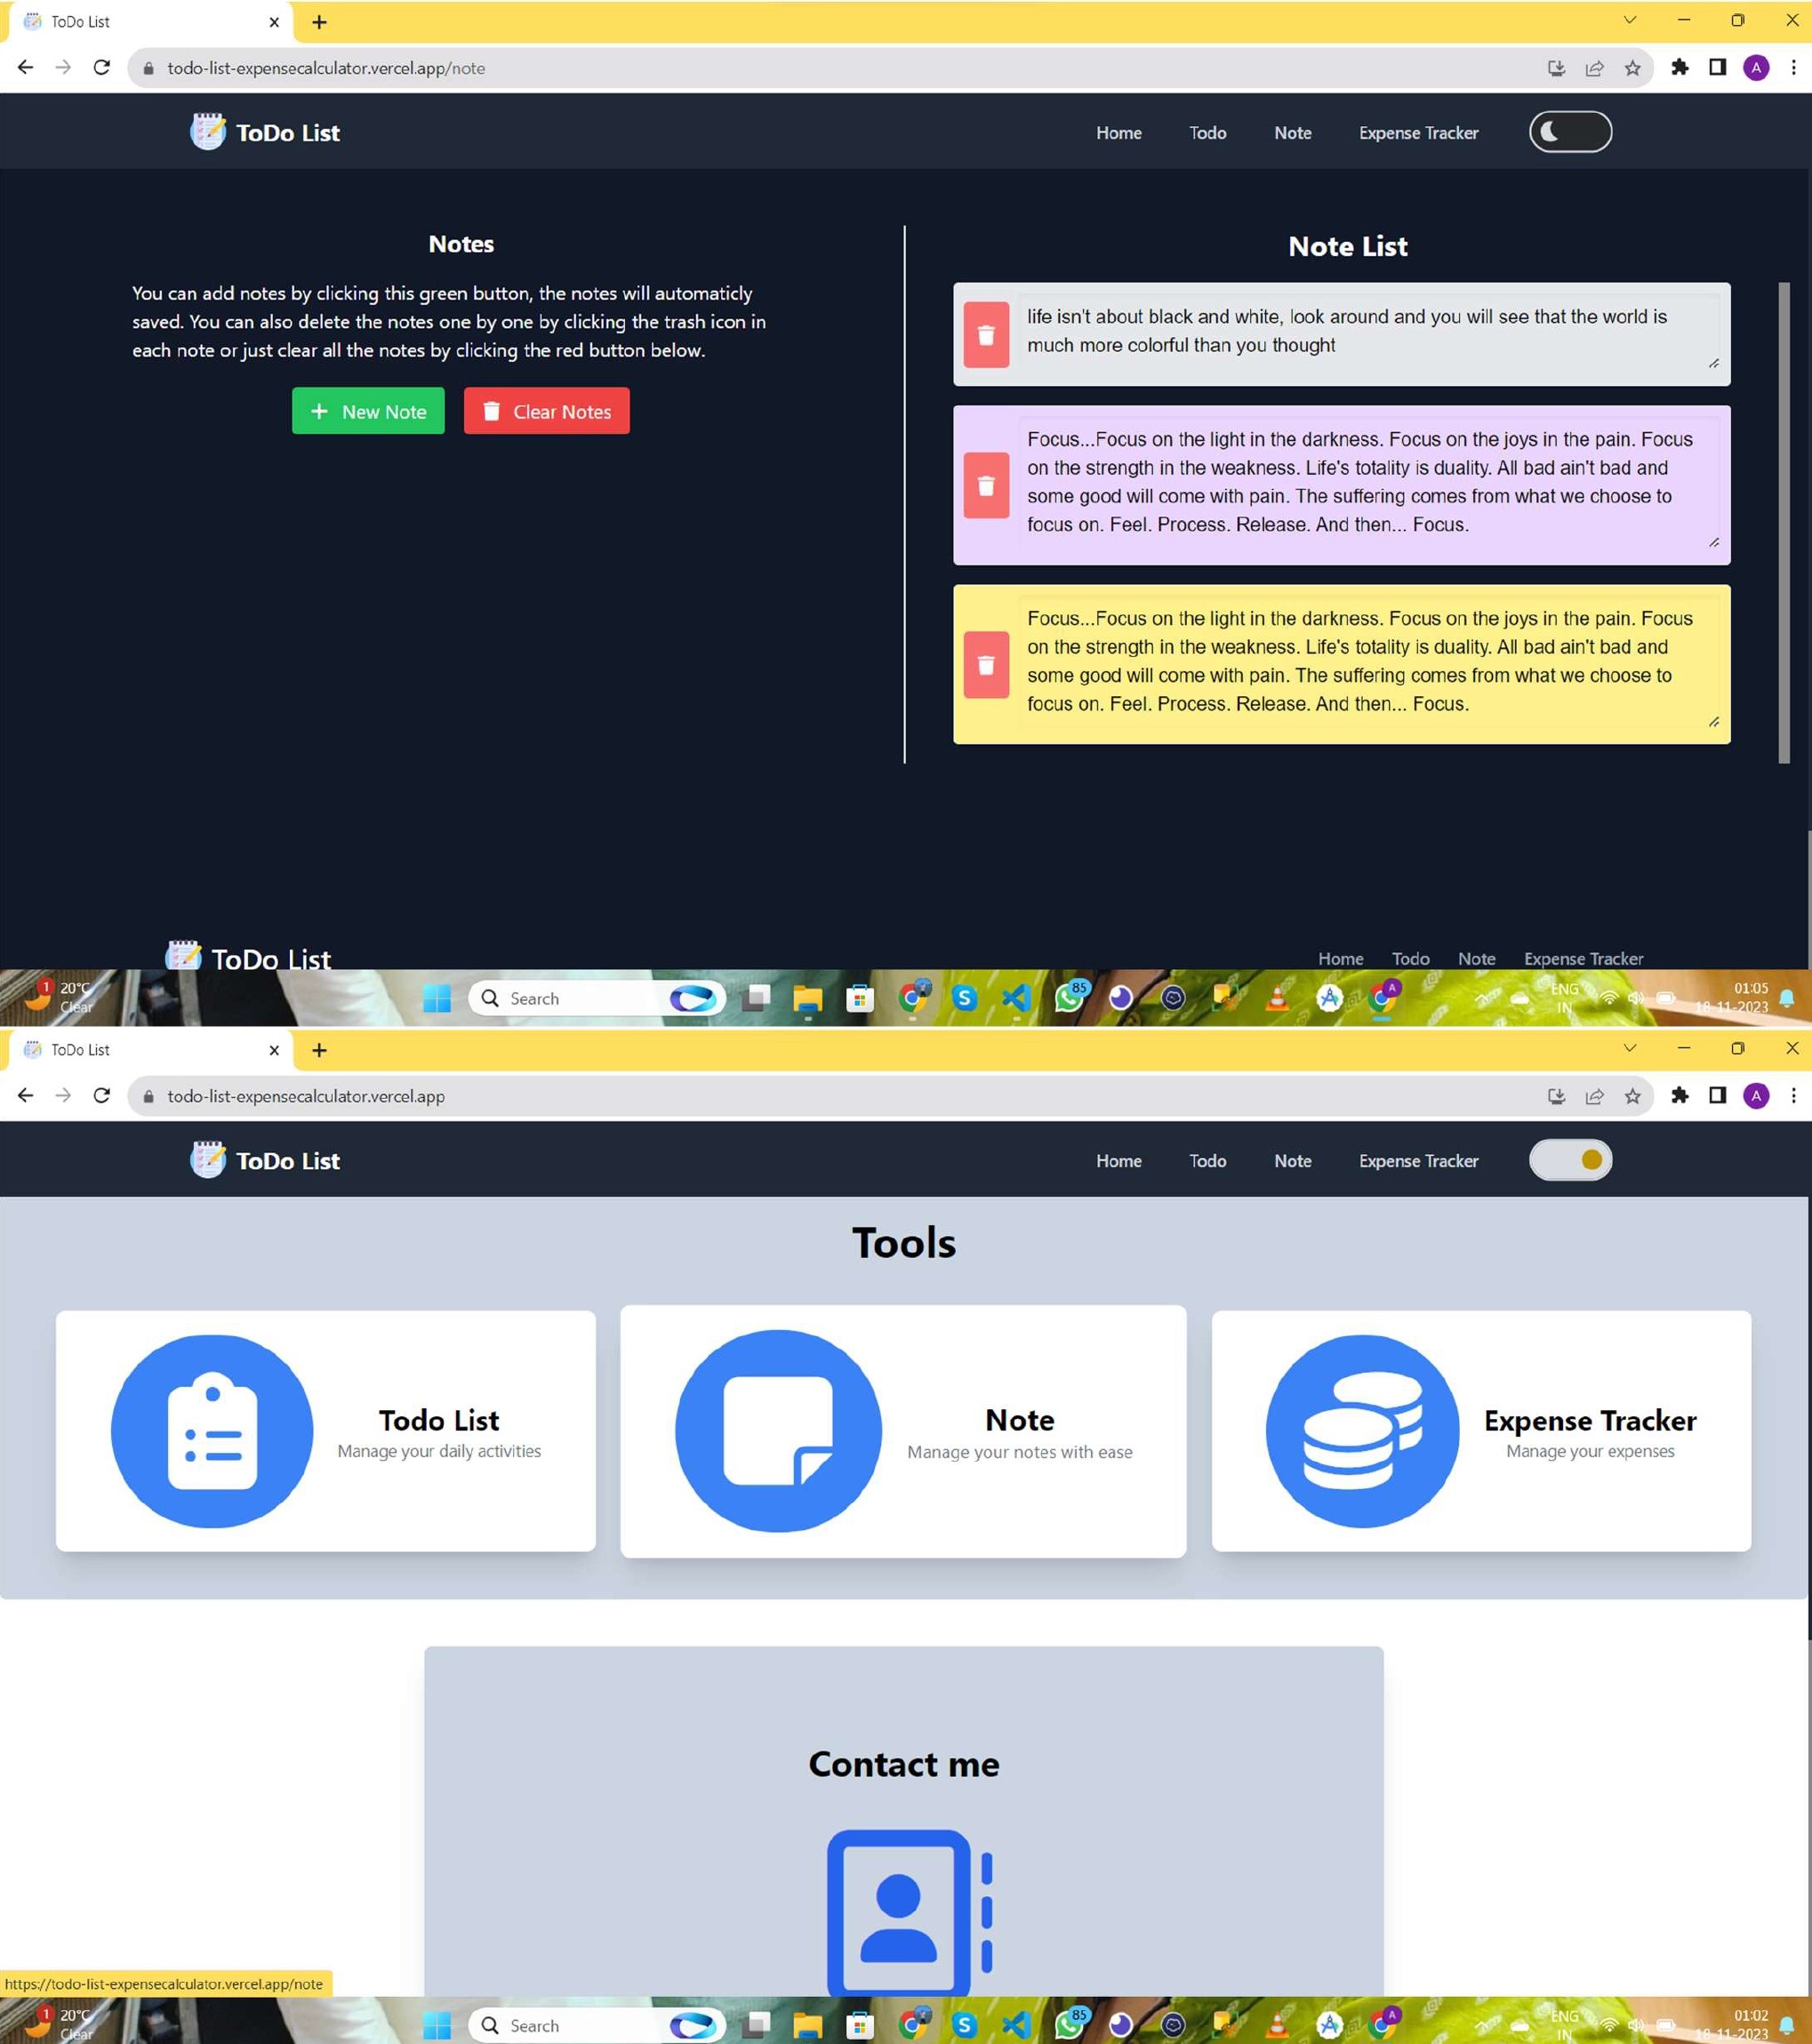 ToDo List
todo-list-expensecalculator.vercel.app/note
A
ToDo List
Home Todo Note Expense Tracker
Notes
You can add notes by clicking this green button, the notes will automaticly
saved. You can also delete the notes one by one by clicking the trash icon in
each note or just clear all the notes by clicking the red button below.
New Note Clear Notes
Note List
life isn't about black and white, look around and you will see that the world is
much more colorful than you thought
Focus...Focus on the light in the darkness. Focus on the joys in the pain. Focus
on the strength in the weakness. Life's totality is duality. All bad ain't bad and
some good will come with pain. The suffering comes from what we choose to
focus on. Feel. Process. Release. And then... Focus.
Focus...Focus on the light in the darkness. Focus on the joys in the pain. Focus
on the strength in the weakness. Life's totality is duality. All bad ain't bad and
some good will come with pain. The suffering comes from what we choose to
focus on. Feel. Process. Release. And then... Focus.
ToDo List
Home Todo Note Expense Tracker
1 20°C
Clear
Search
S
85
A
ENG
IN
01:05
18-11-2023
ToDo List
todo-list-expensecalculator.vercel.app
A
ToDo List
Home Todo Note Expense Tracker
Tools
Todo List
Manage your daily activities
Note
Manage your notes with ease
Expense Tracker
Manage your expenses
Contact me
https://todo-list-expensecalculator.vercel.app/note
1 20°C
Clear
Search
S
85
A
ENG
IN
01:02
18-11-2023